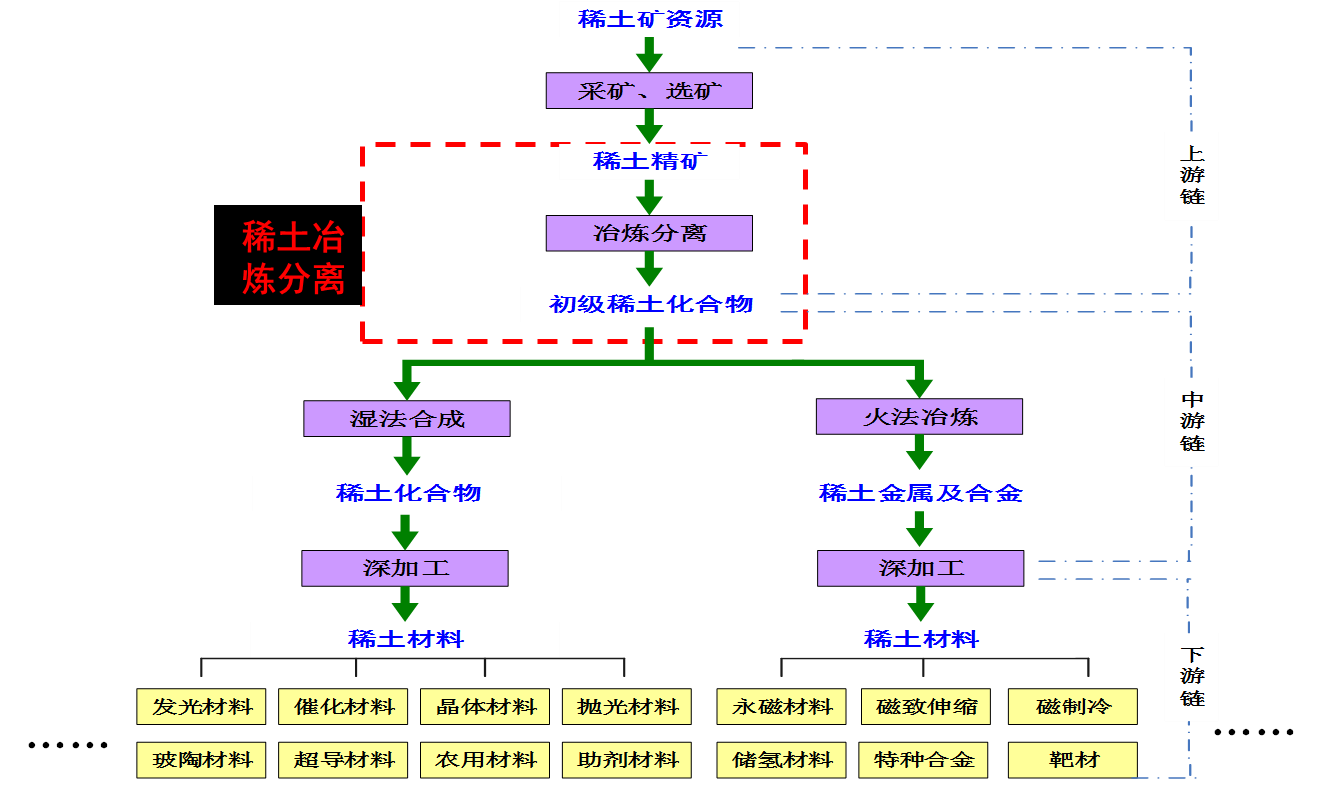 稀土矿资源
采矿、选矿
稀土精矿
稀土冶
炼分离
冶炼分离
初级稀土化合物
上游链
湿法合成
火法冶炼
中游链
稀土化合物
稀土金属及合金
深加工
深加工
稀土材料
稀土材料
下游链
发光材料
催化材料
晶体材料
抛光材料
永磁材料
磁致伸缩
磁制冷
……
玻陶材料
超导材料
农用材料
助剂材料
储氢材料
特种合金
靶材
……